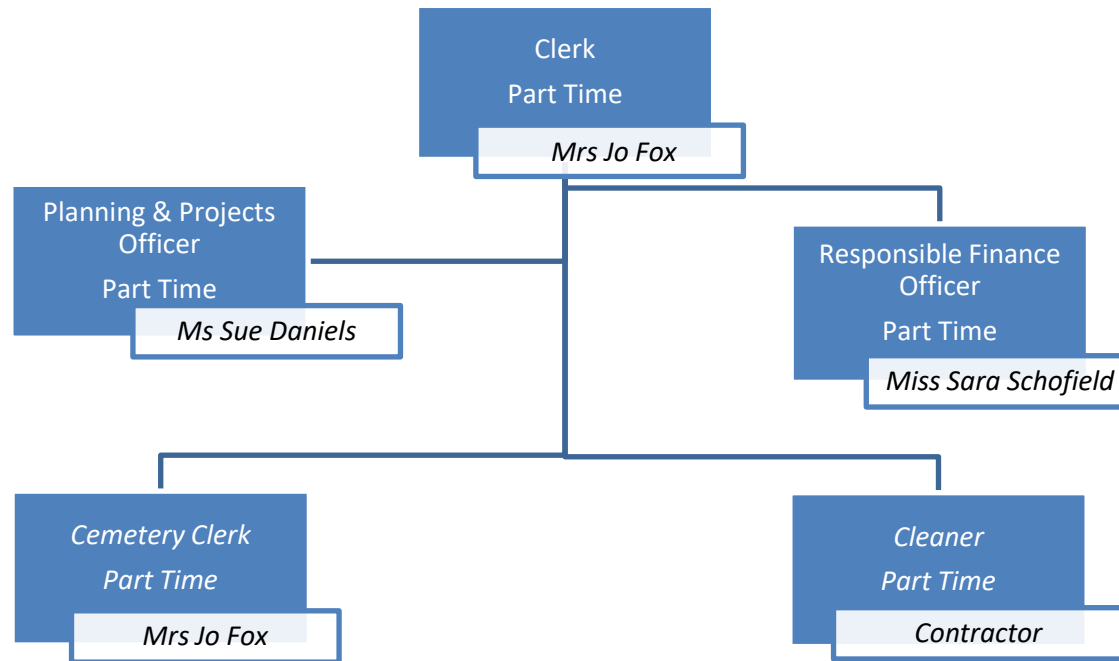 Clerk
Part Time
Mrs Jo Fox
Planning & Projects
Officer
Part Time
Ms Sue Daniels
Responsible Finance
Officer
Part Time
Miss Sara Schofield
Cemetery Clerk
Part Time
Mrs Jo Fox
Cleaner
Part Time
Contractor